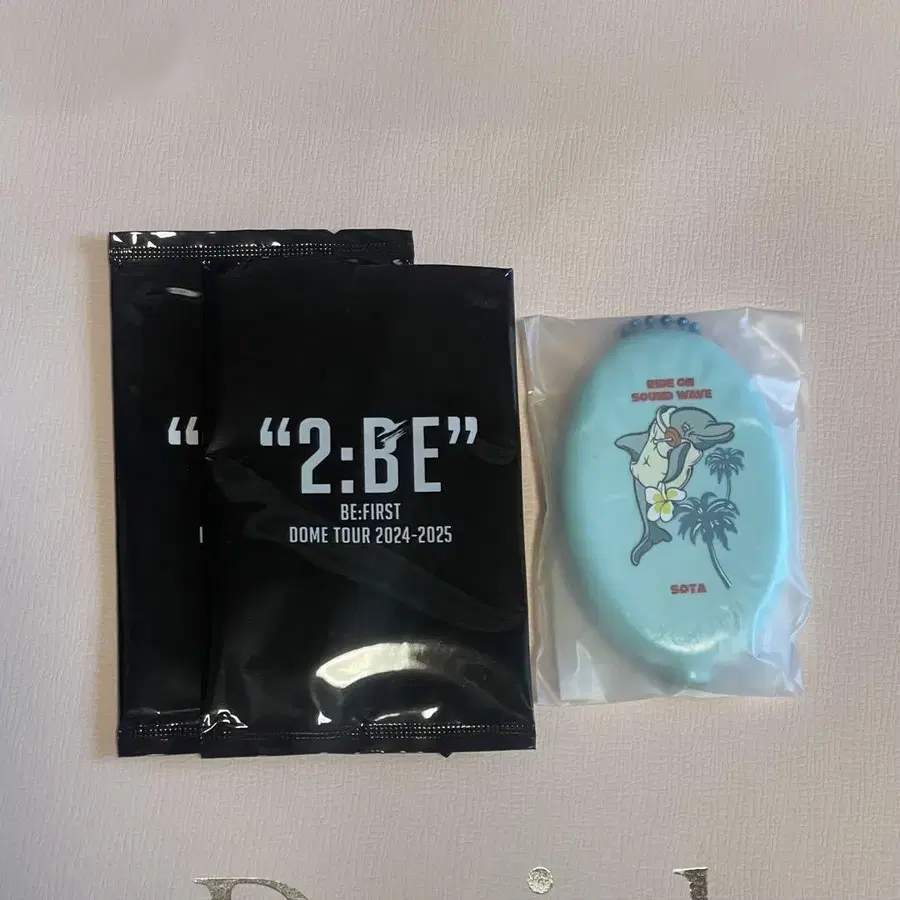 “
“2:BE”
BE:FIRST
DOME TOUR 2024-2025
RIDE ON
SOUND WAVE
SOTA